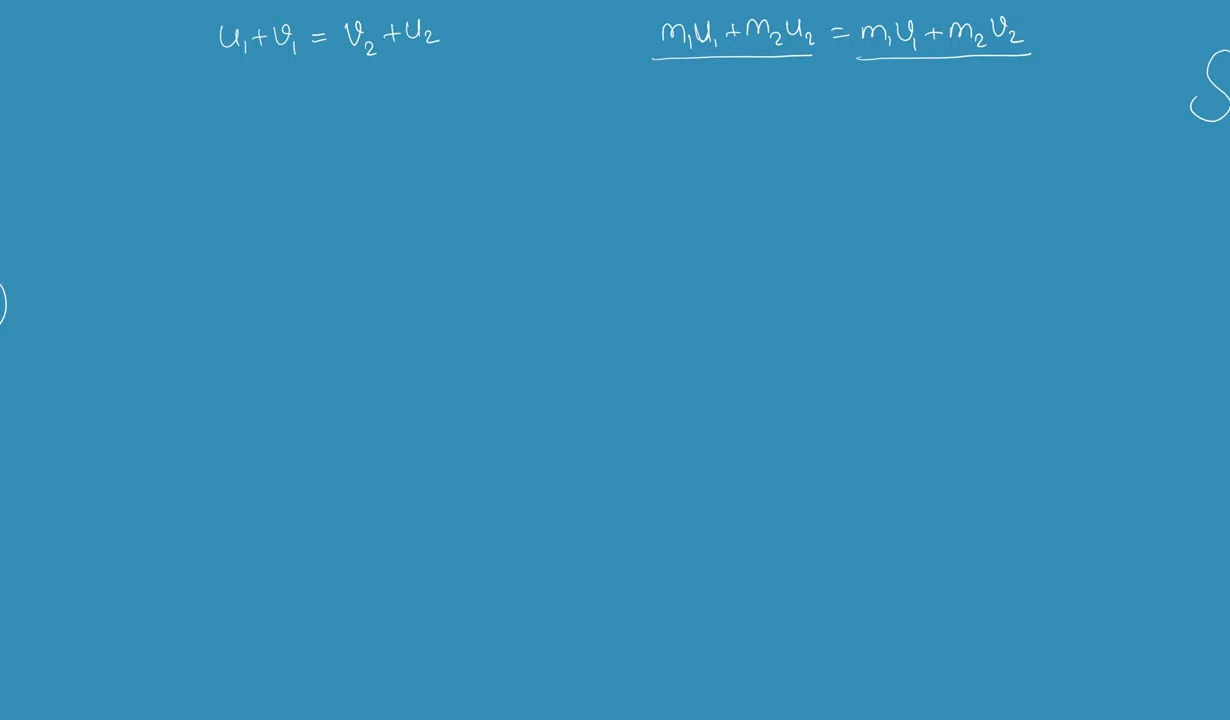 u₁+v₁ = v₂+u₂
m₁u₁+m₂u₂ = m₁v₁+m₂v₂